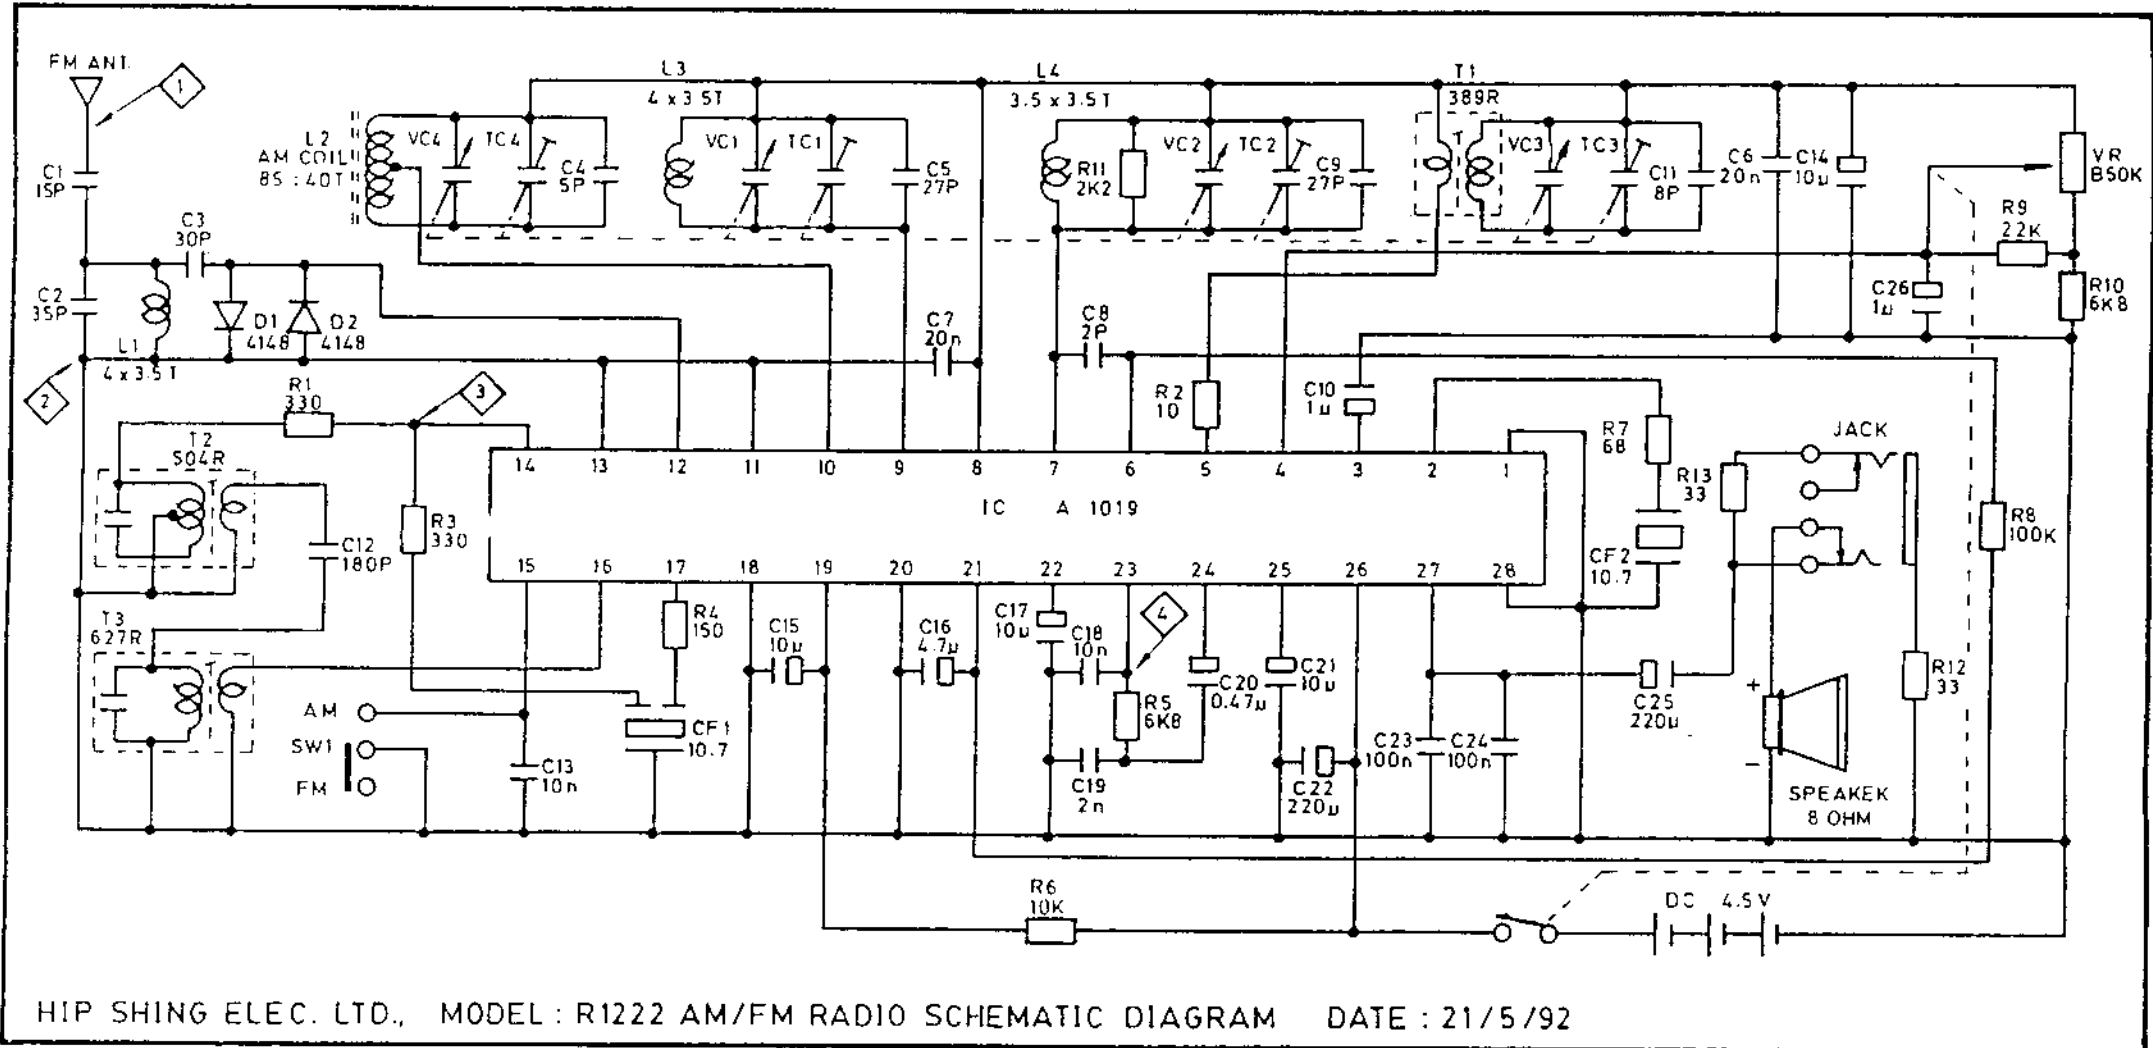 FM ANT.
1
L3
4 x 3.5T
L4
3.5 x 3.5T
T1
389R
L2
AM COIL
85 : 40T
VC4
TC4
C4
5P
VC1
TC1
C5
27P
R11
2K2
VC2
TC2
C9
27P
VC3
TC3
C11
8P
C6
20n
C14
10µ
VR
B50K
C1
15P
C3
30P
R9
22K
C2
35P
D1
4148
D2
4148
C26
1µ
R10
6K8
L1
4 x 3.5T
C7
20n
C8
2P
2
R1
330
3
R2
10
C10
1µ
R7
68
JACK
T2
S04R
14 13 12 11 10 9 8 7 6 5 4 3 2 1
R13
33
R3
330
IC A 1019
R8
100K
C12
180P
CF2
10.7
15 16 17 18 19 20 21 22 23 24 25 26 27 28
T3
627R
R4
150
C15
10µ
C16
4.7µ
C17
10µ
C18
10n
4
C20
0.47µ
C21
10µ
R12
33
R5
6K8
C25
220µ
+
AM
SW1
FM
CF1
10.7
C13
10n
C19
2n
C22
220µ
C23
100n
C24
100n
−
SPEAKEK
8 OHM
R6
10K
DC 4.5V
HIP SHING ELEC. LTD., MODEL : R1222 AM/FM RADIO SCHEMATIC DIAGRAM DATE : 21/5/92